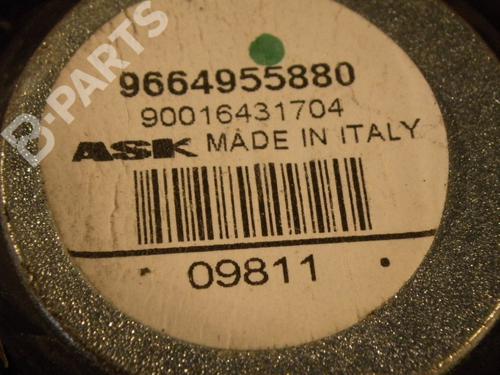 B-PARTS
9664955880
90016431704
ASK MADE IN ITALY
09811